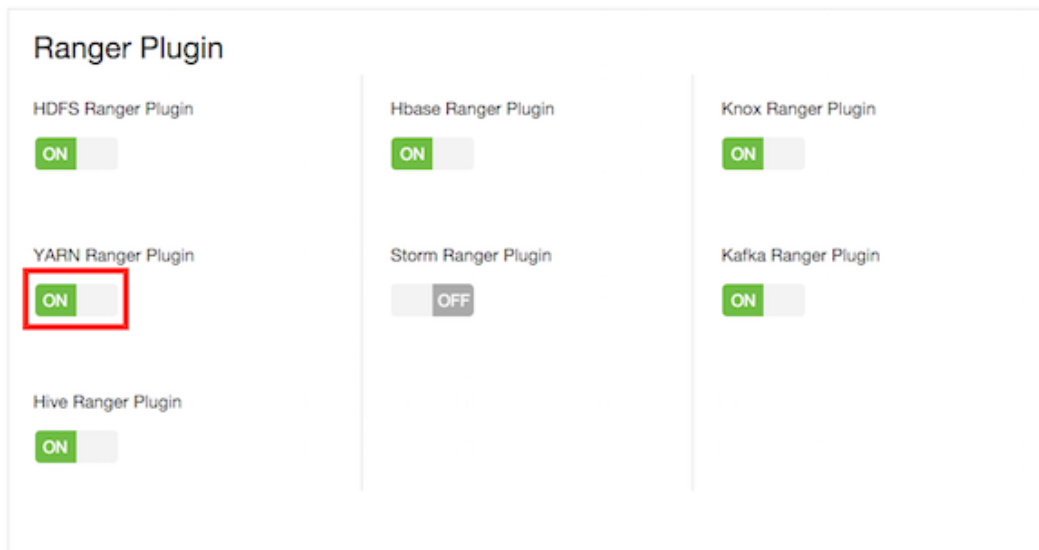 Ranger Plugin
HDFS Ranger Plugin
ON
Hbase Ranger Plugin
ON
Knox Ranger Plugin
ON
YARN Ranger Plugin
ON
Storm Ranger Plugin
OFF
Kafka Ranger Plugin
ON
Hive Ranger Plugin
ON